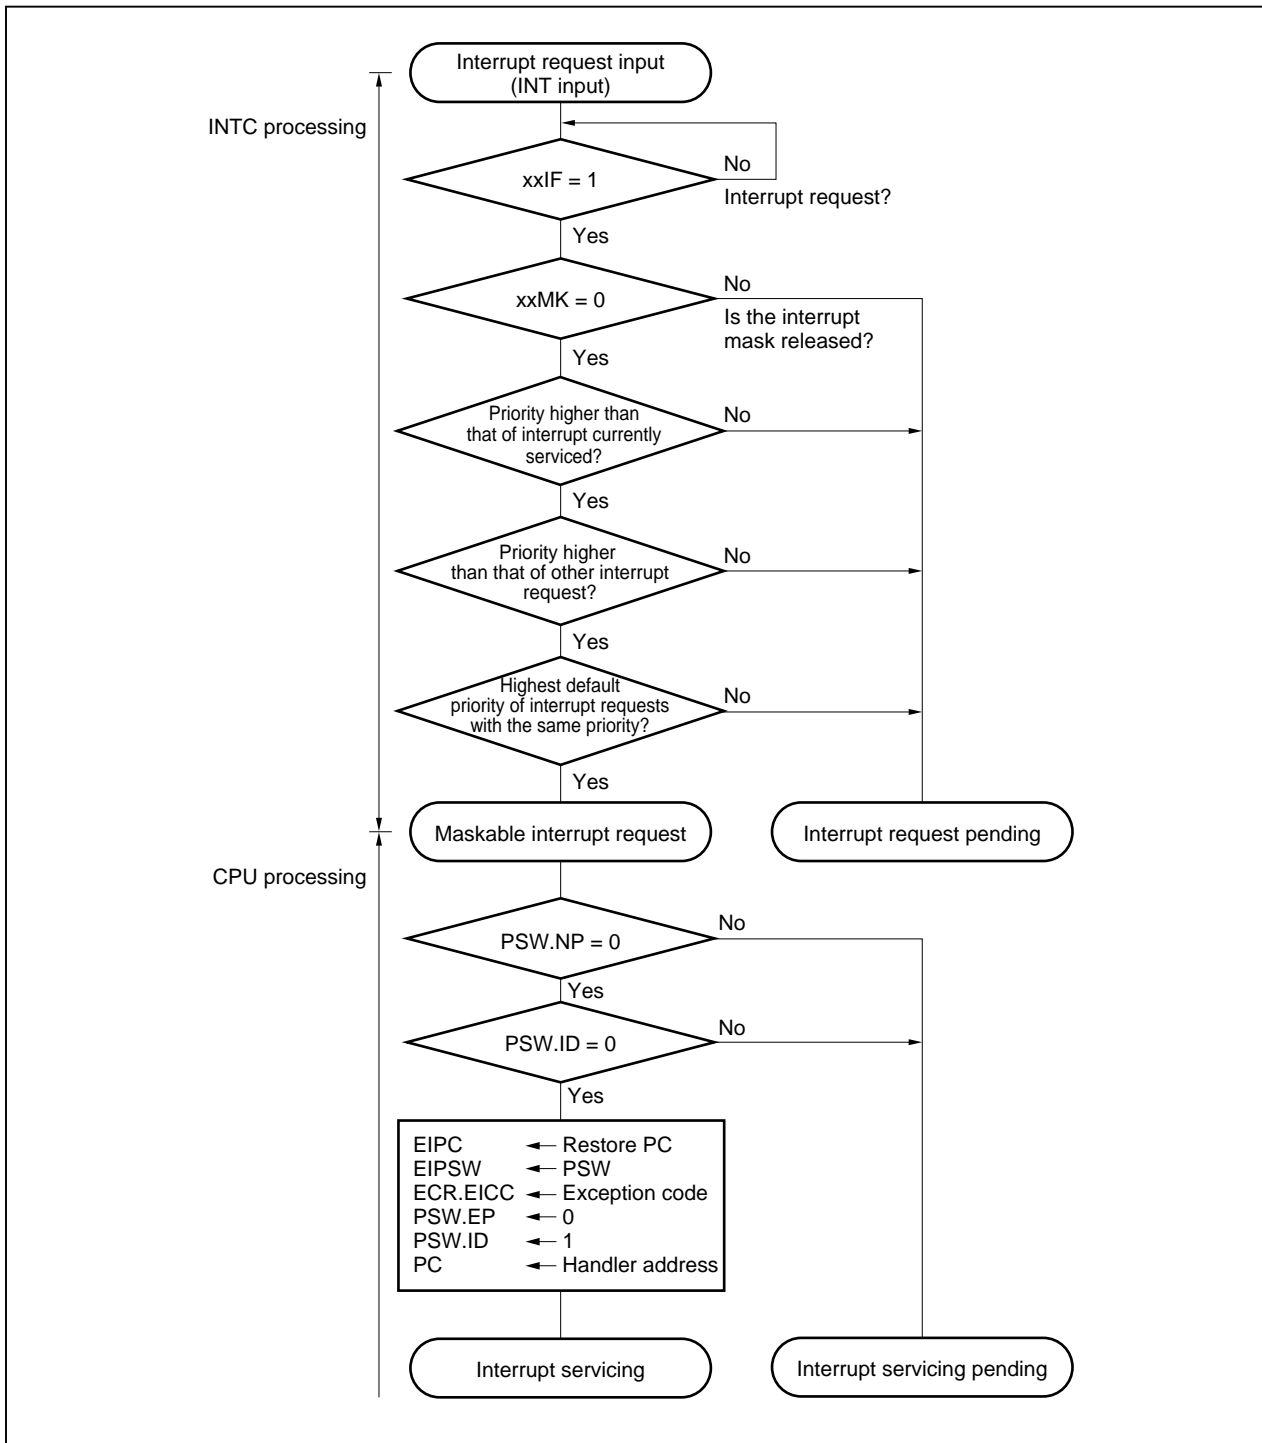 Interrupt request input
(INT input)
INTC processing
No
xxIF = 1
Interrupt request?
Yes
No
xxMK = 0
Is the interrupt
mask released?
Yes
Priority higher than
that of interrupt currently
serviced?
No
Yes
Priority higher
than that of other interrupt
request?
No
Yes
Highest default
priority of interrupt requests
with the same priority?
No
Yes
Maskable interrupt request
Interrupt request pending
CPU processing
No
PSW.NP = 0
Yes
No
PSW.ID = 0
Yes
EIPC ← Restore PC
EIPSW ← PSW
ECR.EICC ← Exception code
PSW.EP ← 0
PSW.ID ← 1
PC ← Handler address
Interrupt servicing
Interrupt servicing pending